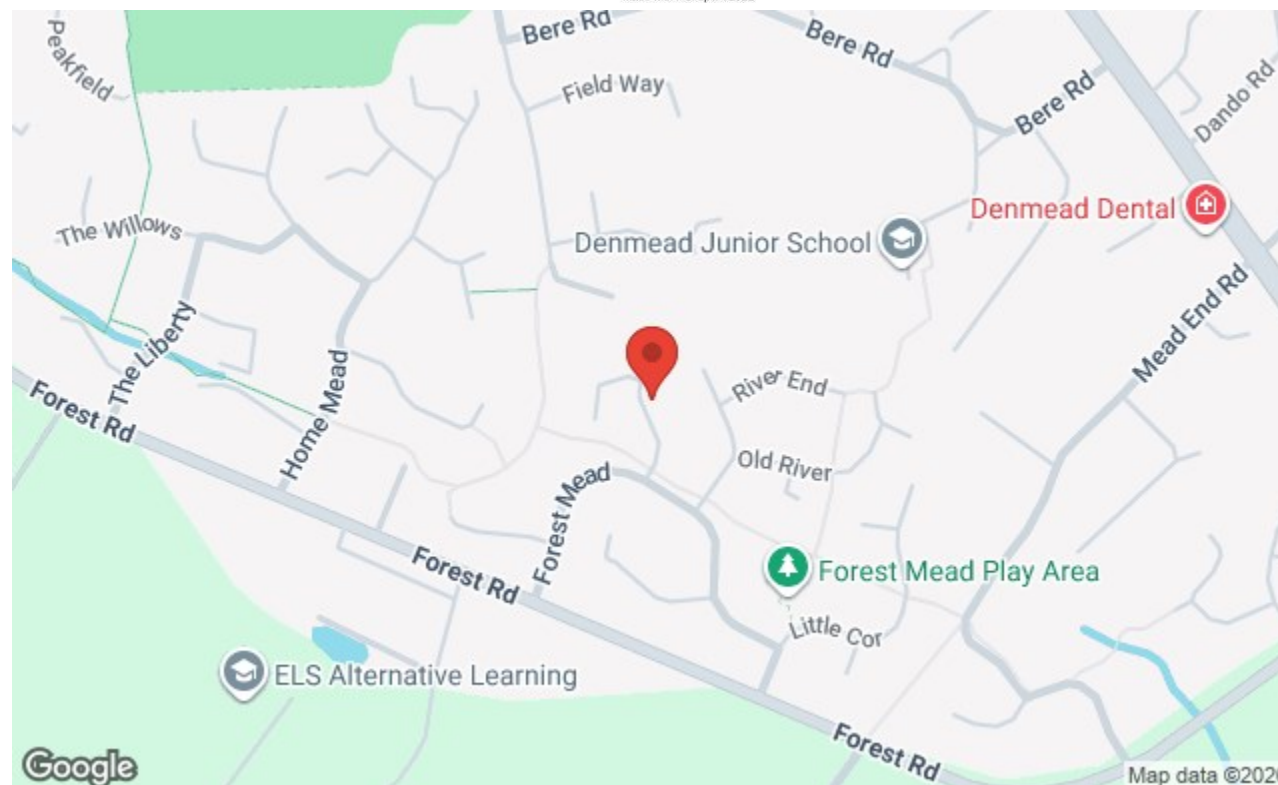 Bere Rd
Bere Rd
Peakfield
Field Way
Bere Rd
Dando Rd
Denmead Dental
The Willows
Denmead Junior School
Mead End Rd
The Liberty
River End
Forest Rd
Home Mead
Old River
Forest Mead
Forest Rd
Forest Mead Play Area
Little Cor
ELS Alternative Learning
Forest Rd
Google
Map data ©202